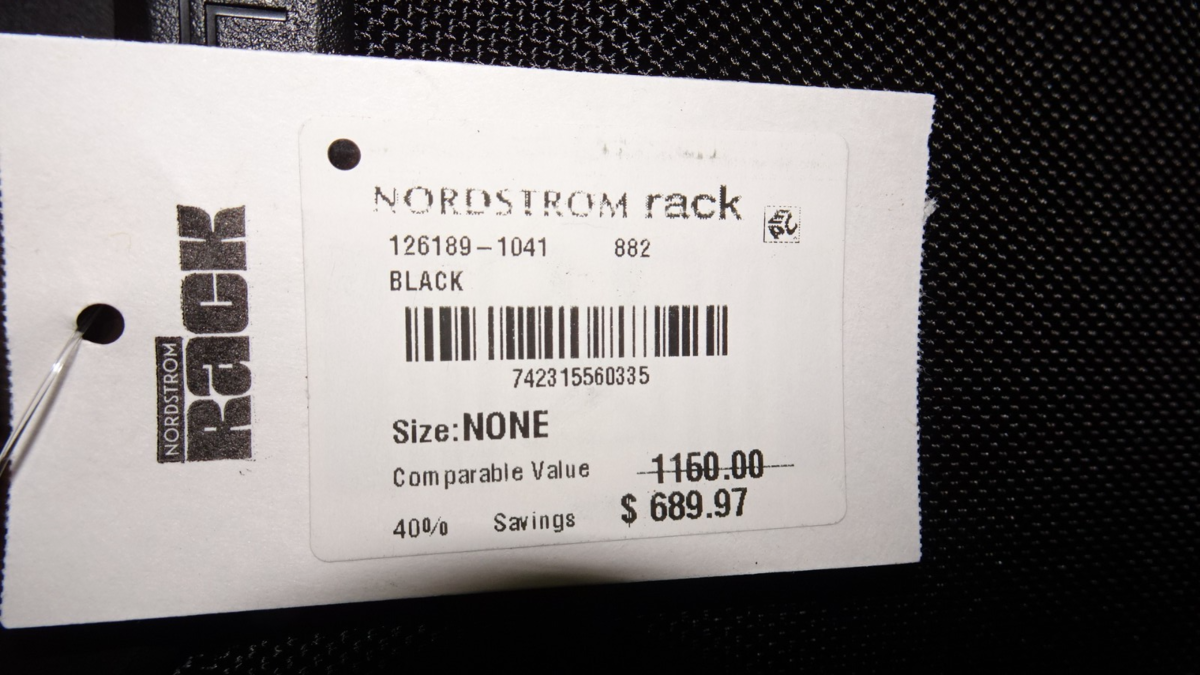 NORDSTROM
Rack
NORDSTROM rack
126189-1041 882
BLACK
742315560335
Size:NONE
Comparable Value 1150.00
40% Savings $ 689.97